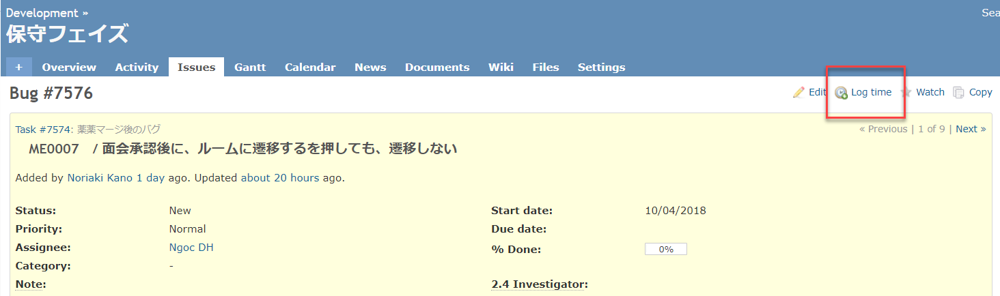 Development »
Sea
保守フェイズ
+ Overview Activity Issues Gantt Calendar News Documents Wiki Files Settings
Bug #7576
Edit Log time Watch Copy
Task #7574: 薬薬マージ後のバグ
« Previous | 1 of 9 | Next »
ME0007 / 面会承認後に、ルームに遷移するを押しても、遷移しない
Added by Noriaki Kano 1 day ago. Updated about 20 hours ago.
Status: New Start date: 10/04/2018
Priority: Normal Due date:
Assignee: Ngoc DH % Done: 0%
Category: -
Note: 2.4 Investigator: